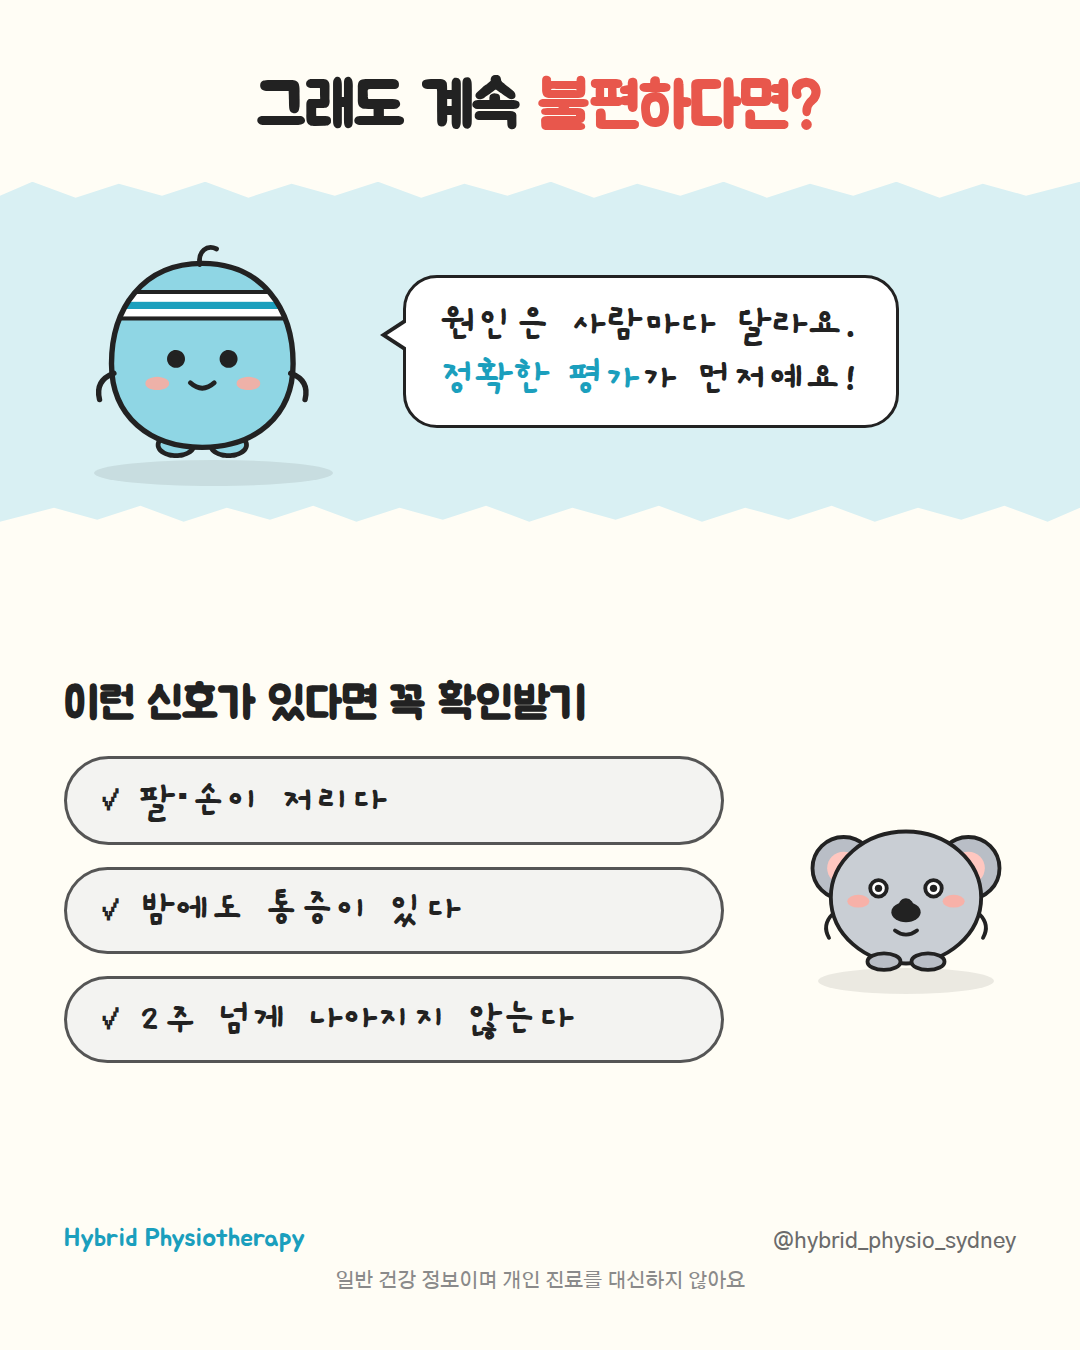 그래도 계속 불편하다면?
원인은 사람마다 달라요.
정확한 평가가 먼저예요!
이런 신호가 있다면 꼭 확인받기
✓ 팔·손이 저리다
✓ 밤에도 통증이 있다
✓ 2주 넘게 나아지지 않는다
Hybrid Physiotherapy
@hybrid_physio_sydney
일반 건강 정보이며 개인 진료를 대신하지 않아요